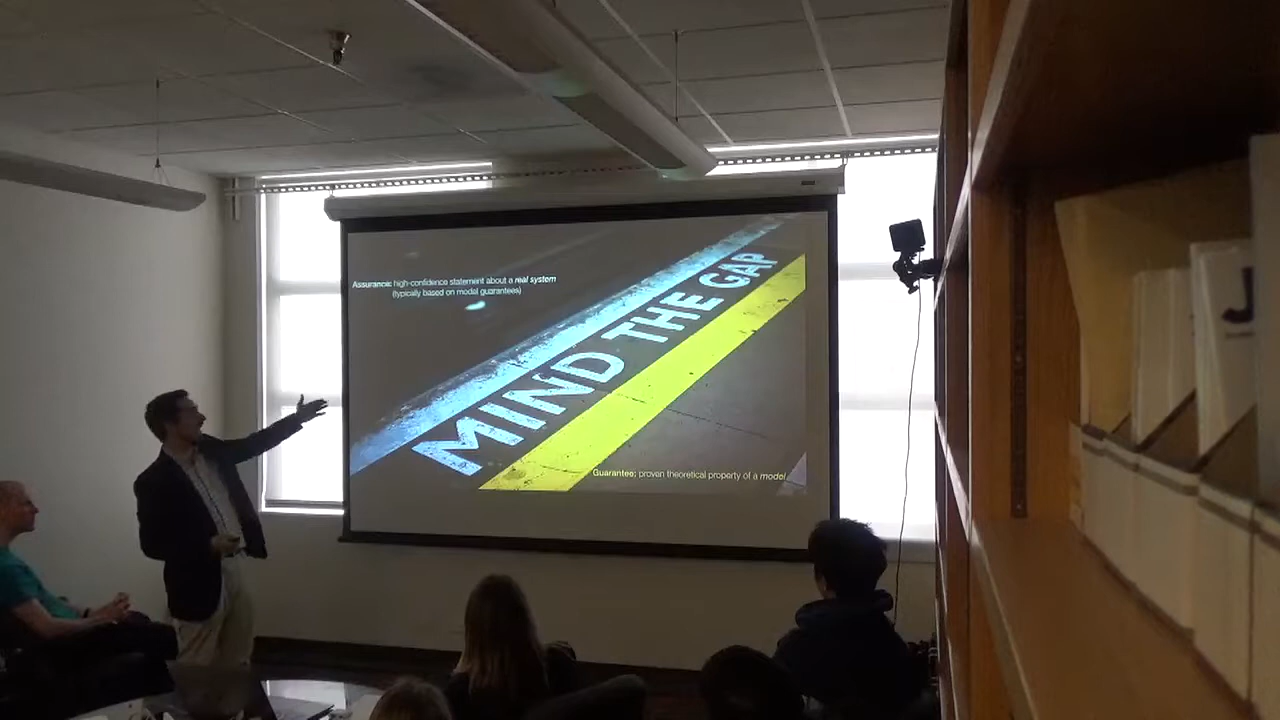 Assurance: high-confidence statement about a real system
(typically based on model guarantees)
MIND THE GAP
Guarantee: proven theoretical property of a model
J